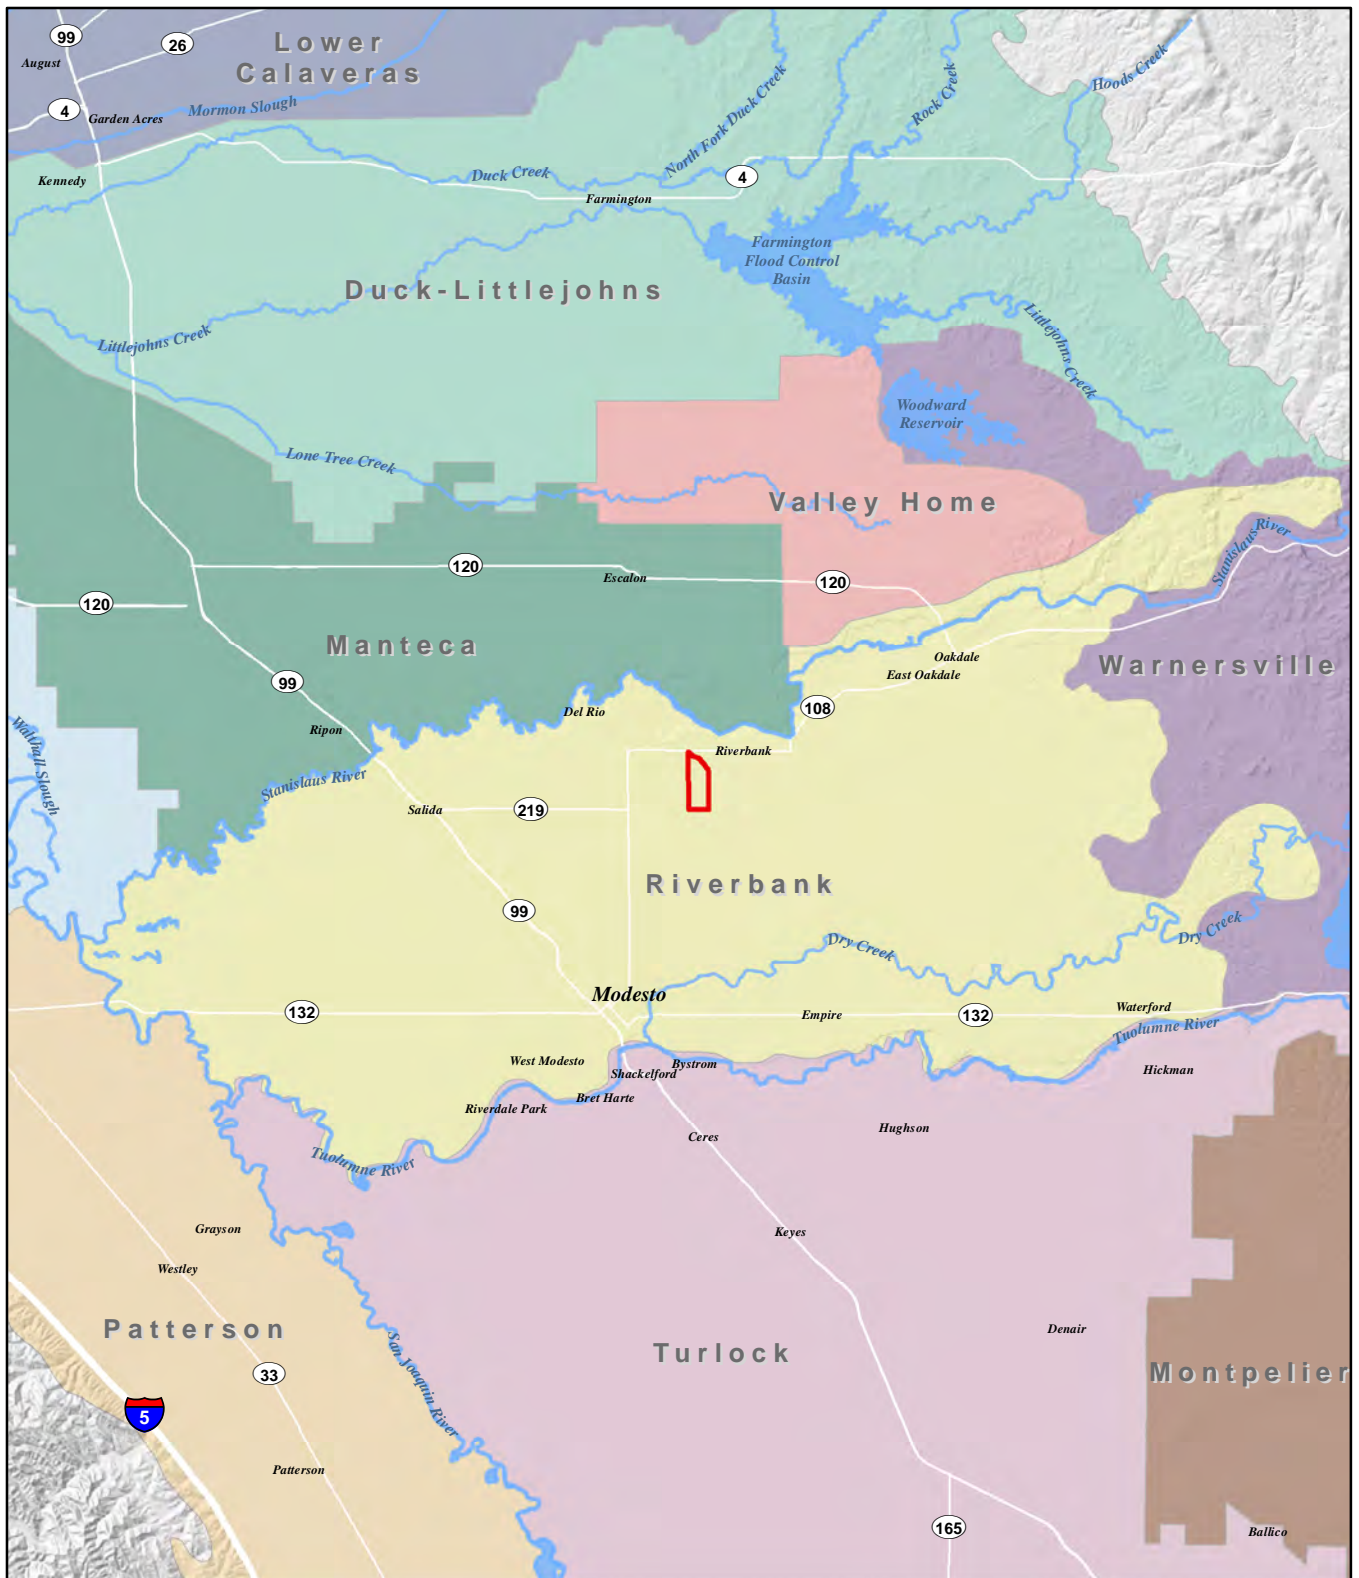 99
26
Lower
Calaveras
August
4
Garden Acres
Mormon Slough
Hoods Creek
Rock Creek
North Fork Duck Creek
Kennedy
Duck Creek
4
Farmington
Farmington
Flood Control
Basin
Duck-Littlejohns
Littlejohns Creek
Littlejohns Creek
Woodward
Reservoir
Lone Tree Creek
Valley Home
Stanislaus River
120
Escalon
120
120
Manteca
Oakdale
East Oakdale
Warnersville
99
108
Del Rio
Ripon
Walthall Slough
Riverbank
Stanislaus River
Salida
219
Riverbank
99
Dry Creek
Dry Creek
Modesto
132
Empire
132
Waterford
Tuolumne River
West Modesto
Bystrom
Shackelford
Hickman
Riverdale Park
Bret Harte
Ceres
Hughson
Tuolumne River
Grayson
Keyes
Westley
Patterson
San Joaquin River
Denair
Turlock
33
Montpelier
5
Patterson
165
Ballico